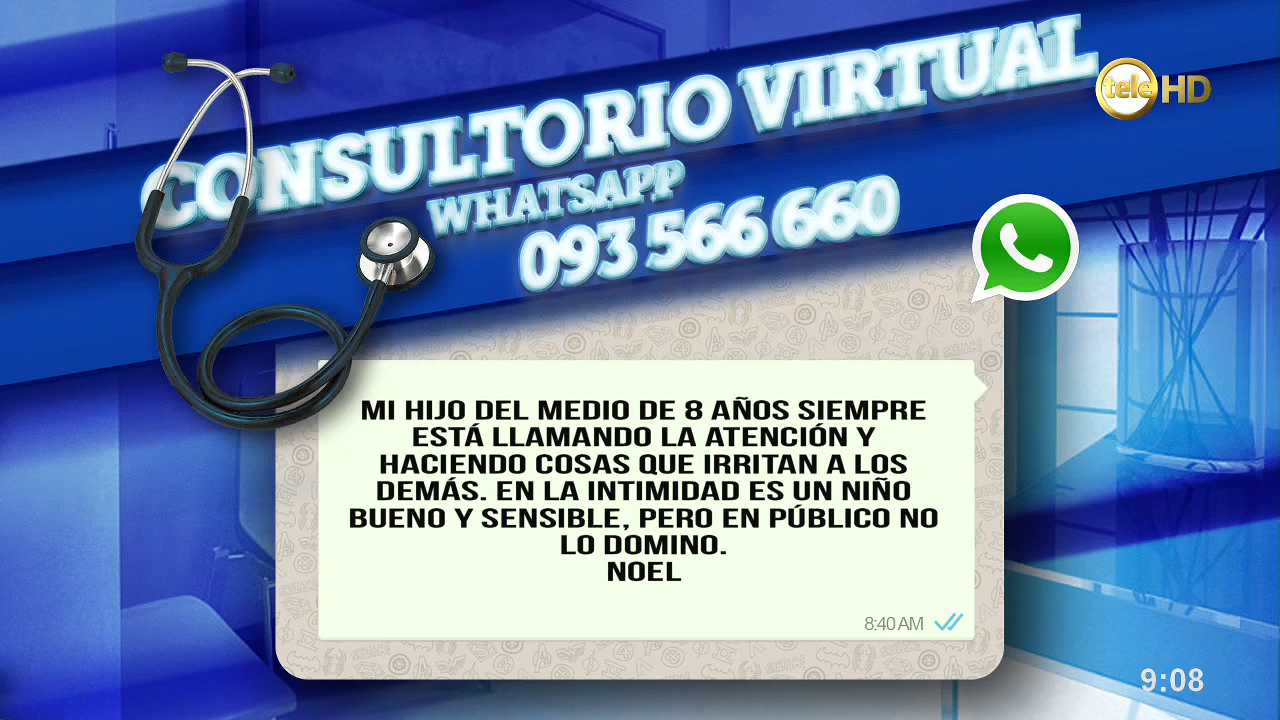 CONSULTORIO VIRTUAL
tele HD
WHATSAPP
093 566 660
MI HIJO DEL MEDIO DE 8 AÑOS SIEMPRE
ESTÁ LLAMANDO LA ATENCIÓN Y
HACIENDO COSAS QUE IRRITAN A LOS
DEMÁS. EN LA INTIMIDAD ES UN NIÑO
BUENO Y SENSIBLE, PERO EN PÚBLICO NO
LO DOMINO.
NOEL
8:40 AM
9:08